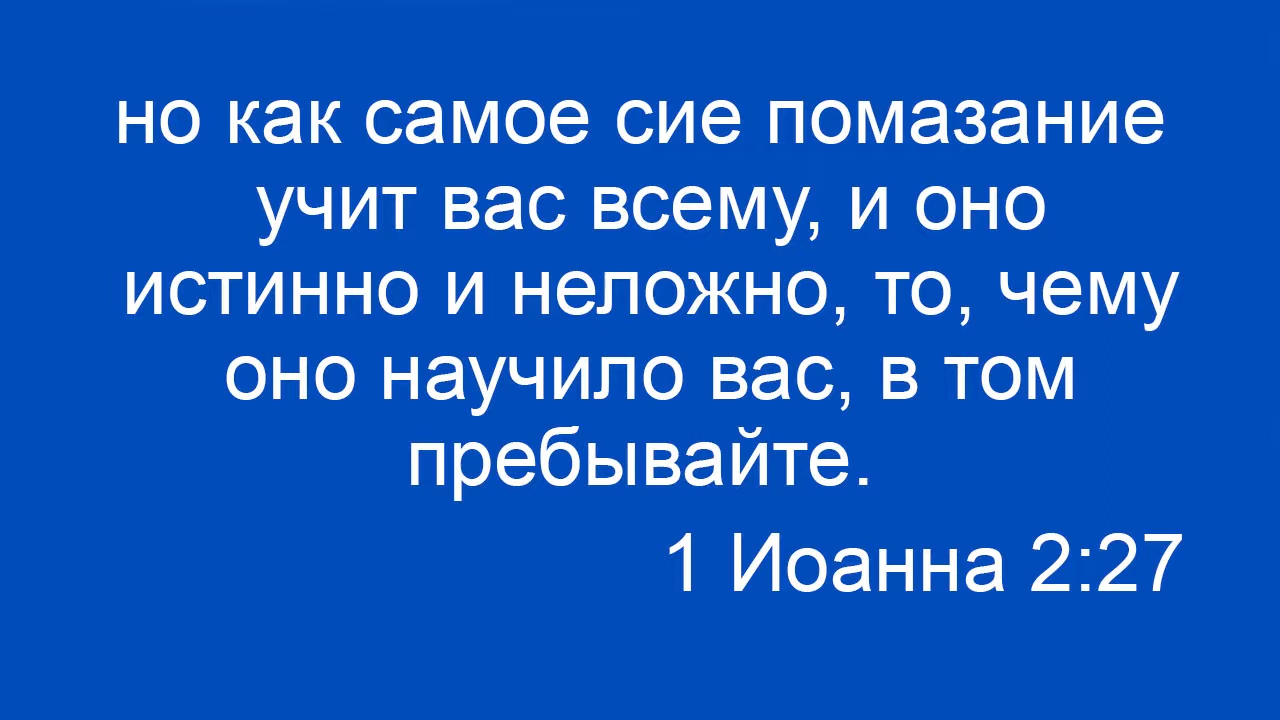 но как самое сие помазание
учит вас всему, и оно
истинно и неложно, то, чему
оно научило вас, в том
пребывайте.
1 Иоанна 2:27